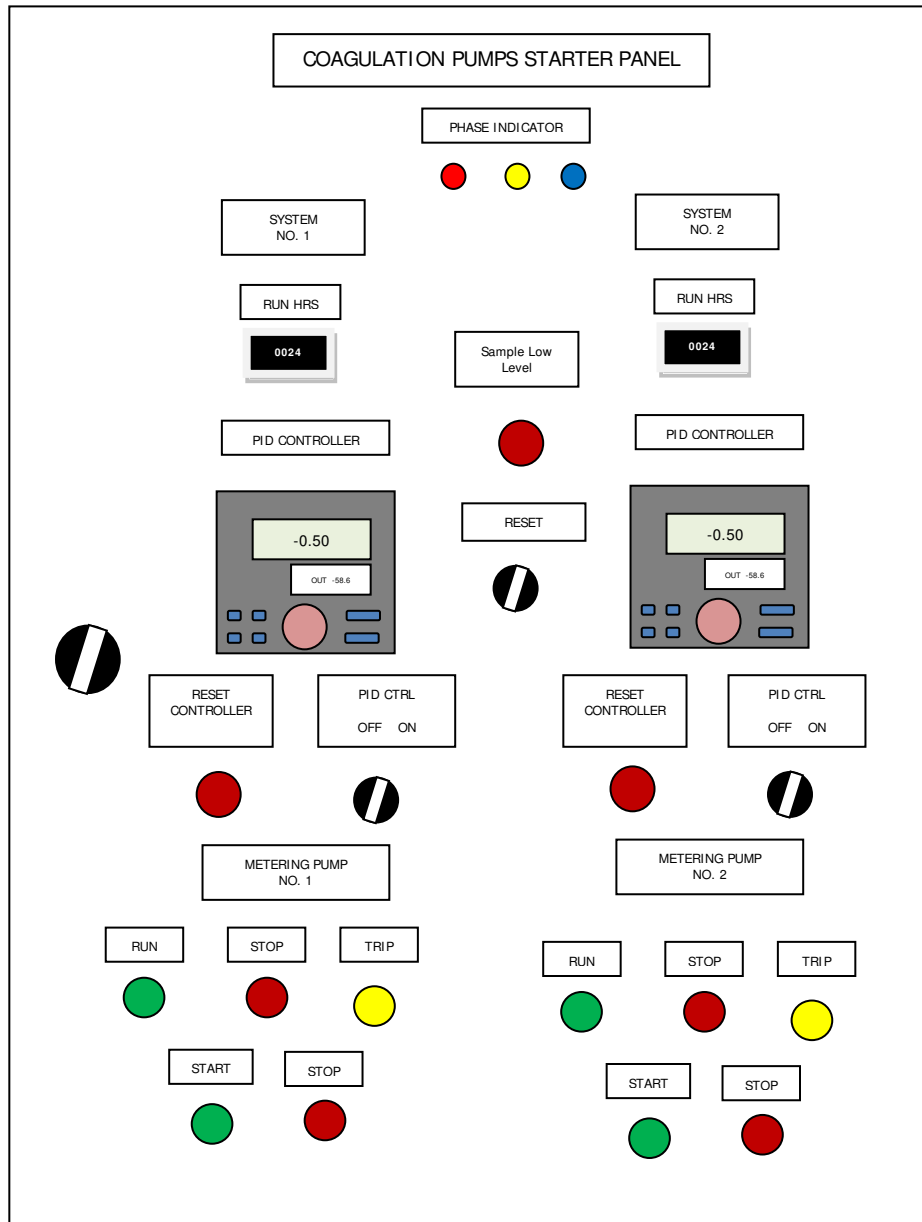 COAGULATION PUMPS STARTER PANEL
PHASE INDICATOR
SYSTEM
NO. 1
RUN HRS
0024
PID CONTROLLER
-0.50
OUT -58.6
RESET
CONTROLLER
PID CTRL
OFF ON
METERING PUMP
NO. 1
RUN STOP TRIP
START STOP
Sample Low
Level
RESET
SYSTEM
NO. 2
RUN HRS
0024
PID CONTROLLER
-0.50
OUT -58.6
RESET
CONTROLLER
PID CTRL
OFF ON
METERING PUMP
NO. 2
RUN STOP TRIP
START STOP